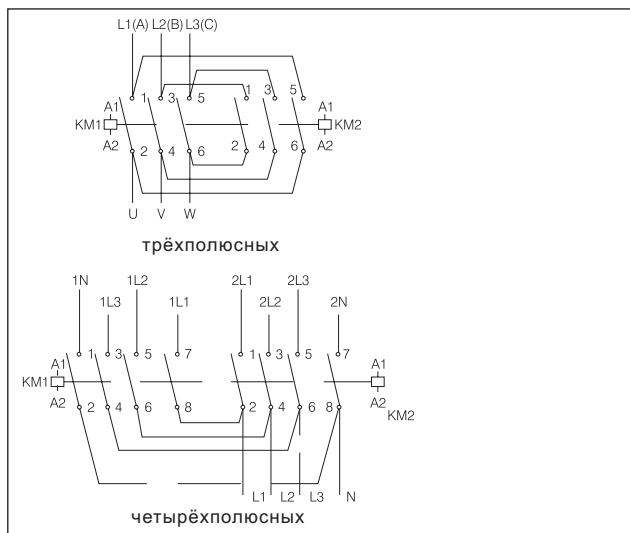 L1(A) L2(B) L3(C)
1 3 5 1 3 5
A1 A1
KM1 KM2
A2 A2
2 4 6 2 4 6
U V W
трёхполюсных
1N 1L2 2L1 2L3
1L3 1L1 2L2 2N
1 3 5 7 1 3 5 7
A1 A1
KM1
A2 A2
2 4 6 8 2 4 6 8
KM2
L1 L2 L3 N
четырёхполюсных